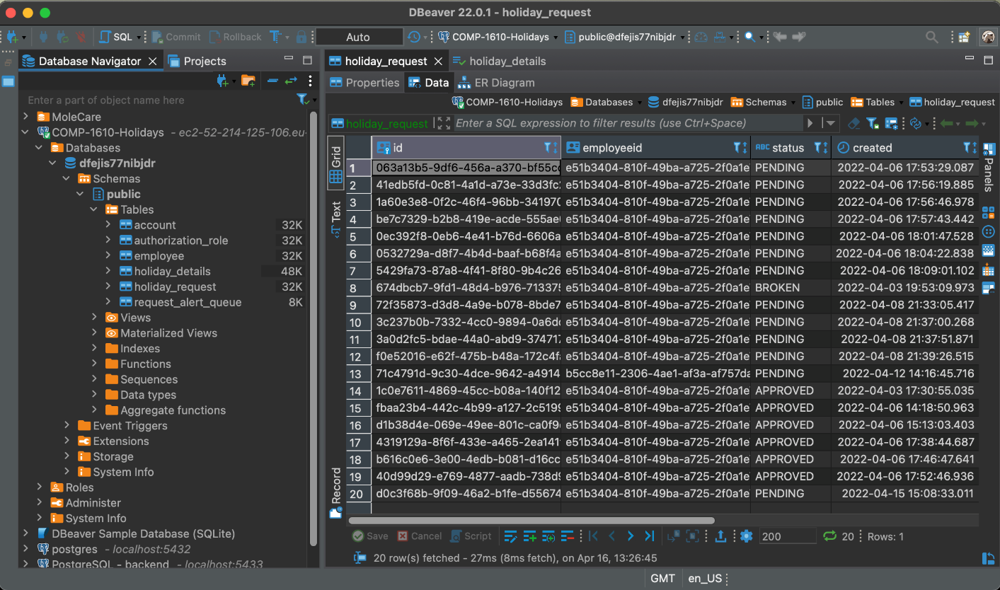 DBeaver 22.0.1 - holiday_request
SQL Commit Rollback Auto COMP-1610-Holidays public@dfejis77nibjdr
Database Navigator Projects
Enter a part of object name here
MoleCare
COMP-1610-Holidays - ec2-52-214-125-106.eu-
Databases
dfejis77nibjdr
Schemas
public
Tables
account 32K
authorization_role 32K
employee 32K
holiday_details 48K
holiday_request 32K
request_alert_queue 8K
Views
Materialized Views
Indexes
Functions
Sequences
Data types
Aggregate functions
Event Triggers
Extensions
Storage
System Info
Roles
Administer
System Info
DBeaver Sample Database (SQLite)
postgres - localhost:5432
PostgreSQL - backend - localhost:5433
holiday_request holiday_details
Properties Data ER Diagram
COMP-1610-Holidays Databases dfejis77nibjdr Schemas public Tables holiday_request
holiday_request Enter a SQL expression to filter results (use Ctrl+Space)
Grid
Text
Record
Panels
id employeeid ABC status created
1 063a13b5-9df6-456a-a370-bf55cc e51b3404-810f-49ba-a725-2f0a1e PENDING 2022-04-06 17:53:29.087
2 41edb5fd-0c81-4a1d-a73e-33d3fc e51b3404-810f-49ba-a725-2f0a1e PENDING 2022-04-06 17:56:19.885
3 1a60e3e8-0f2c-46f4-96bb-341970 e51b3404-810f-49ba-a725-2f0a1e PENDING 2022-04-06 17:56:46.978
4 be7c7329-b2b8-419e-acde-555ae e51b3404-810f-49ba-a725-2f0a1e PENDING 2022-04-06 17:57:43.442
5 0ec392f8-0eb6-4e41-b76d-6606a e51b3404-810f-49ba-a725-2f0a1e PENDING 2022-04-06 18:01:47.528
6 0532729a-d8f7-4b4d-baaf-b68f4a e51b3404-810f-49ba-a725-2f0a1e PENDING 2022-04-06 18:04:22.838
7 5429fa73-87a8-4f41-8f80-9b4c26 e51b3404-810f-49ba-a725-2f0a1e PENDING 2022-04-06 18:09:01.102
8 674dbcb7-9fd1-48d4-b976-713375 e51b3404-810f-49ba-a725-2f0a1e BROKEN 2022-04-03 19:53:09.973
9 72f35873-d3d8-4a9e-b078-8bde7 e51b3404-810f-49ba-a725-2f0a1e PENDING 2022-04-08 21:33:05.417
10 3c237b0b-7332-4cc0-9894-0a6d e51b3404-810f-49ba-a725-2f0a1e PENDING 2022-04-08 21:37:00.268
11 3a0d2fc5-bdae-44a0-abd9-374717 e51b3404-810f-49ba-a725-2f0a1e PENDING 2022-04-08 21:37:51.871
12 f0e52016-e62f-475b-b48a-172c4f e51b3404-810f-49ba-a725-2f0a1e PENDING 2022-04-08 21:39:26.515
13 71c4791d-9c30-4dce-9642-a4914 b5cc8e11-2306-4ae1-af3a-af757da PENDING 2022-04-12 14:16:45.716
14 1c0e7611-4869-45cc-b08a-140f12 e51b3404-810f-49ba-a725-2f0a1e APPROVED 2022-04-03 17:30:55.035
15 fbaa23b4-442c-4b99-a127-2c5199 e51b3404-810f-49ba-a725-2f0a1e APPROVED 2022-04-06 14:18:50.963
16 d1b38d4e-069e-49ee-801c-ca0f9 e51b3404-810f-49ba-a725-2f0a1e APPROVED 2022-04-06 15:13:03.403
17 4319129a-8f6f-433e-a465-2ea141 e51b3404-810f-49ba-a725-2f0a1e APPROVED 2022-04-06 17:38:44.687
18 b616c0e6-3e00-4edb-b081-d16cc e51b3404-810f-49ba-a725-2f0a1e APPROVED 2022-04-06 17:46:47.641
19 40d99d29-e769-4877-aadb-738d9 e51b3404-810f-49ba-a725-2f0a1e APPROVED 2022-04-06 17:52:46.936
20 d0c3f68b-9f09-46a2-b1fe-d55674 e51b3404-810f-49ba-a725-2f0a1e PENDING 2022-04-15 15:08:33.011
Save Cancel Script 200 20 Rows: 1
20 row(s) fetched - 27ms (8ms fetch), on Apr 16, 13:26:45
GMT en_US